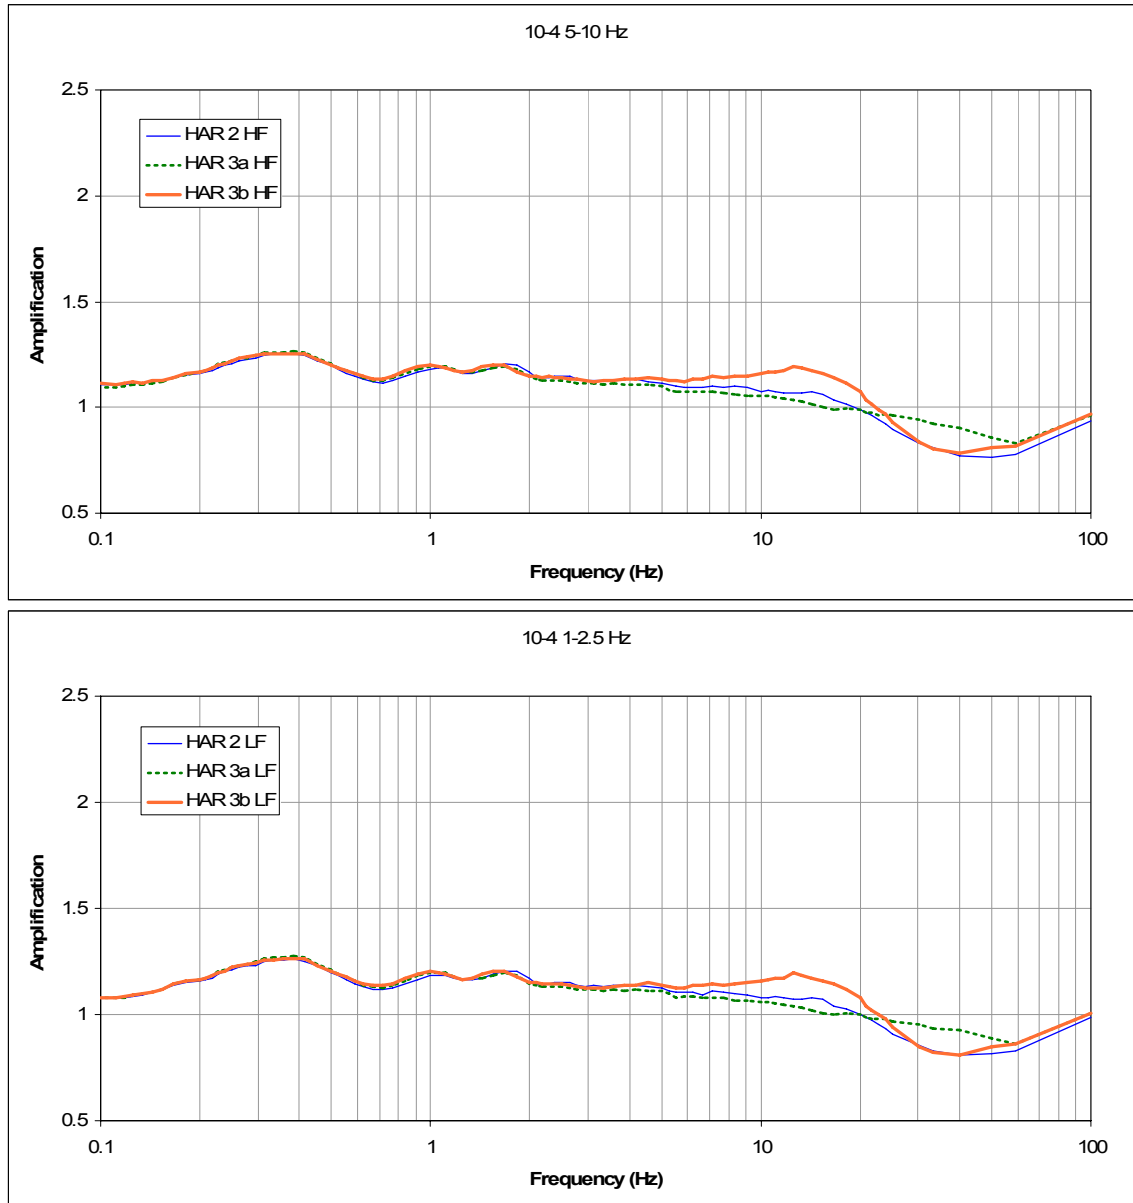 10-4 5-10 Hz
2.5
2
1.5
1
0.5
Amplification
HAR 2 HF
HAR 3a HF
HAR 3b HF
0.1
1
10
100
Frequency (Hz)
10-4 1-2.5 Hz
2.5
2
1.5
1
0.5
Amplification
HAR 2 LF
HAR 3a LF
HAR 3b LF
0.1
1
10
100
Frequency (Hz)